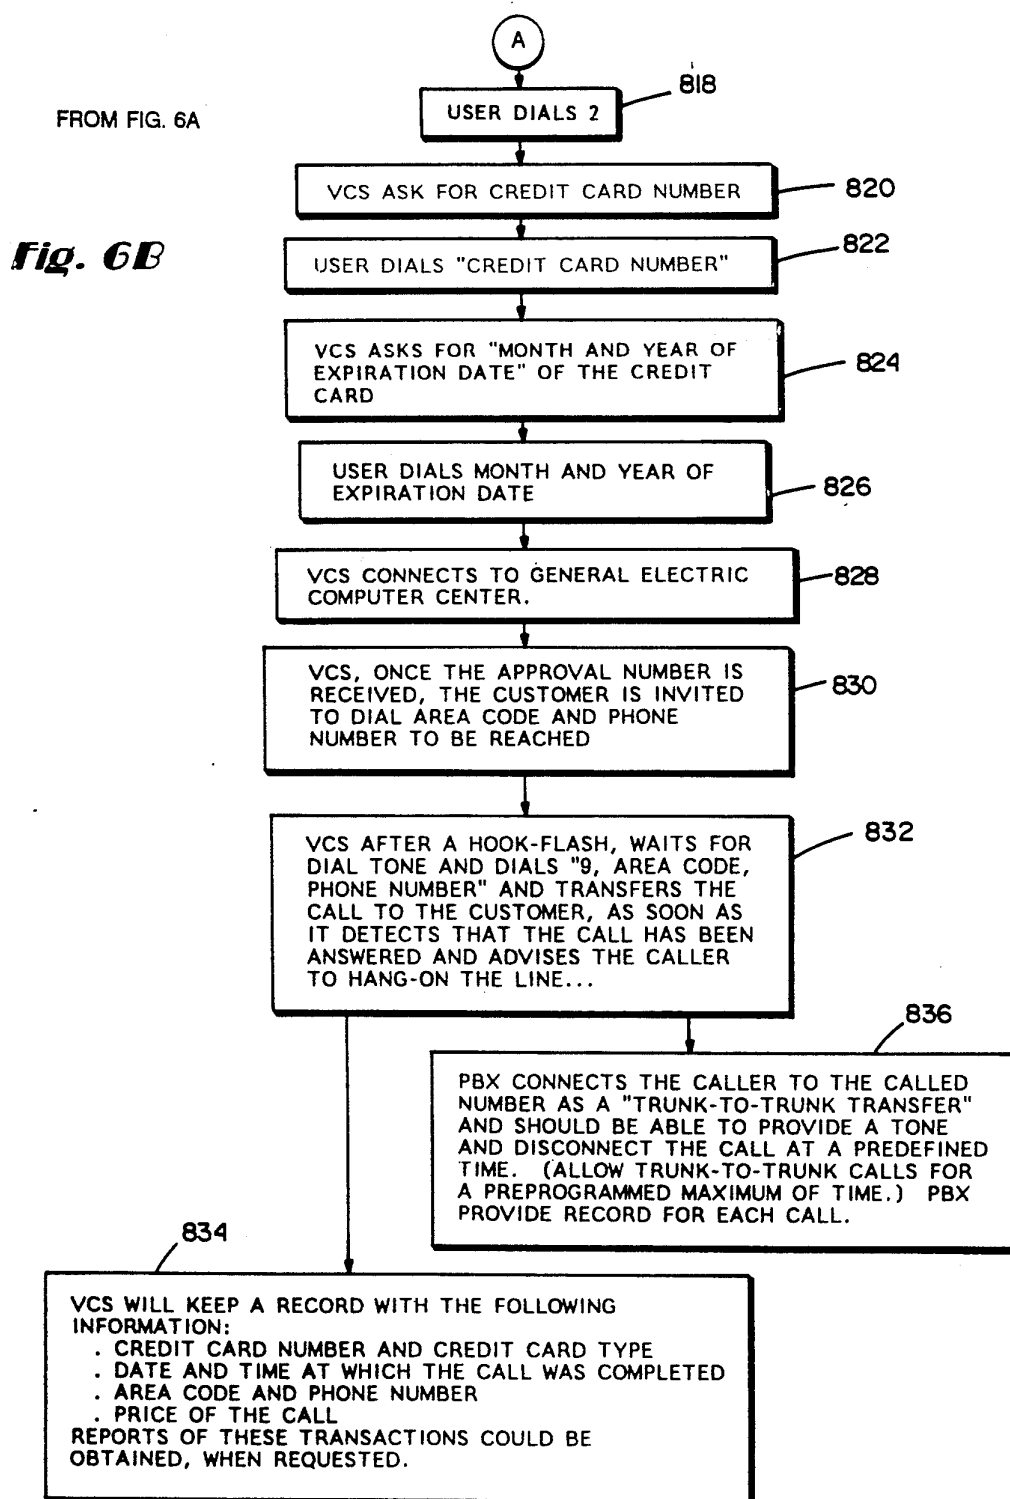 A
FROM FIG. 6A
818
USER DIALS 2
VCS ASK FOR CREDIT CARD NUMBER
820
Fig. 6B
USER DIALS "CREDIT CARD NUMBER"
822
VCS ASKS FOR "MONTH AND YEAR OF
EXPIRATION DATE" OF THE CREDIT
CARD
824
USER DIALS MONTH AND YEAR OF
EXPIRATION DATE
826
VCS CONNECTS TO GENERAL ELECTRIC
COMPUTER CENTER.
828
VCS, ONCE THE APPROVAL NUMBER IS
RECEIVED, THE CUSTOMER IS INVITED
TO DIAL AREA CODE AND PHONE
NUMBER TO BE REACHED
830
VCS AFTER A HOOK-FLASH, WAITS FOR
DIAL TONE AND DIALS "9, AREA CODE,
PHONE NUMBER" AND TRANSFERS THE
CALL TO THE CUSTOMER, AS SOON AS
IT DETECTS THAT THE CALL HAS BEEN
ANSWERED AND ADVISES THE CALLER
TO HANG-ON THE LINE...
832
836
PBX CONNECTS THE CALLER TO THE CALLED
NUMBER AS A "TRUNK-TO-TRUNK TRANSFER"
AND SHOULD BE ABLE TO PROVIDE A TONE
AND DISCONNECT THE CALL AT A PREDEFINED
TIME. (ALLOW TRUNK-TO-TRUNK CALLS FOR
A PREPROGRAMMED MAXIMUM OF TIME.) PBX
PROVIDE RECORD FOR EACH CALL.
834
VCS WILL KEEP A RECORD WITH THE FOLLOWING
INFORMATION:
. CREDIT CARD NUMBER AND CREDIT CARD TYPE
. DATE AND TIME AT WHICH THE CALL WAS COMPLETED
. AREA CODE AND PHONE NUMBER
. PRICE OF THE CALL
REPORTS OF THESE TRANSACTIONS COULD BE
OBTAINED, WHEN REQUESTED.